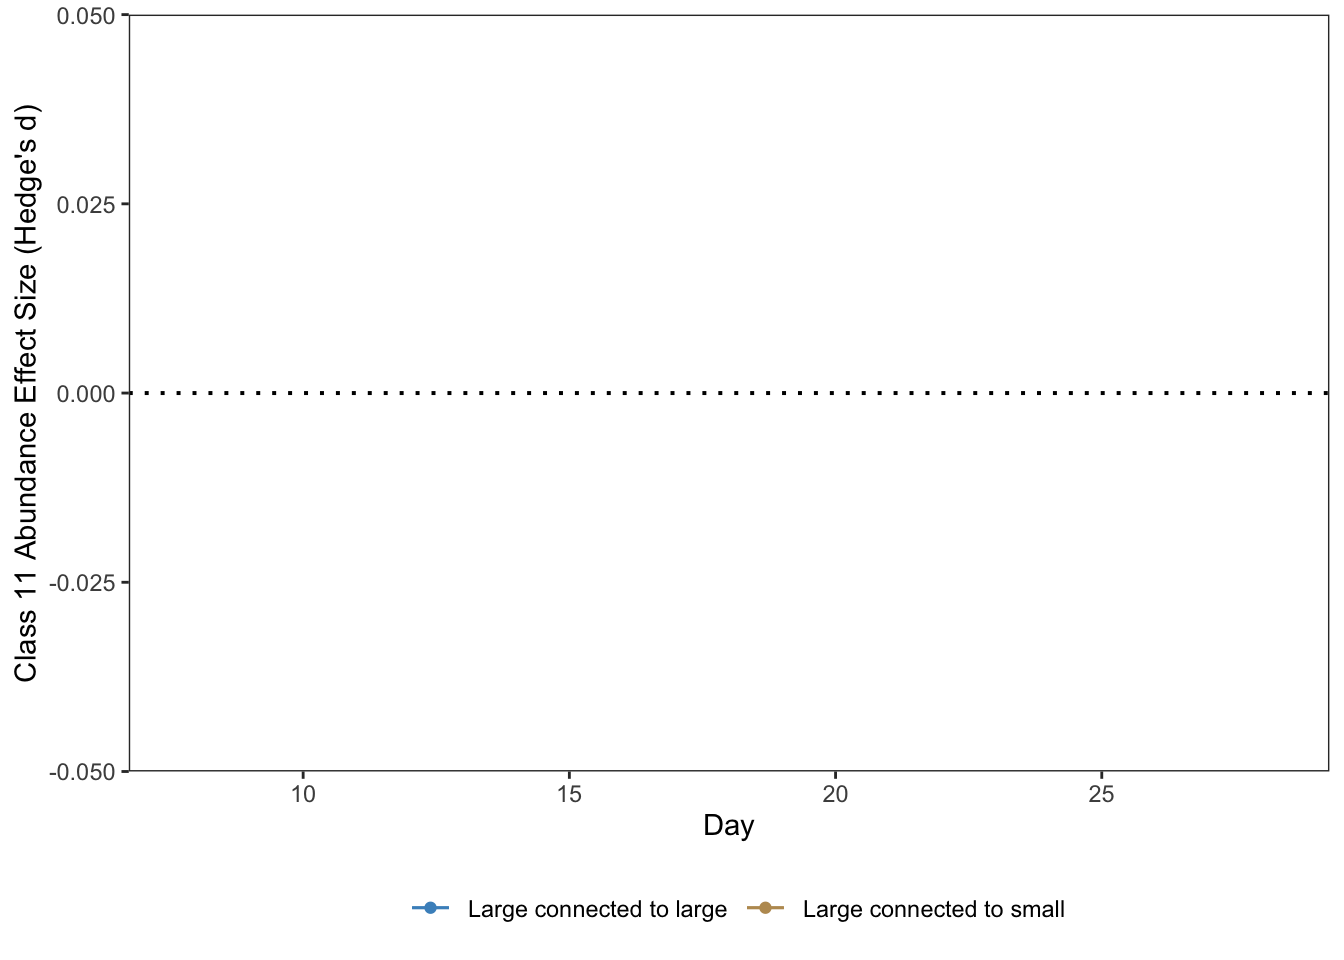 0.050
0.025
0.000
-0.025
-0.050
Class 11 Abundance Effect Size (Hedge's d)
10 15 20 25
Day
Large connected to large Large connected to small